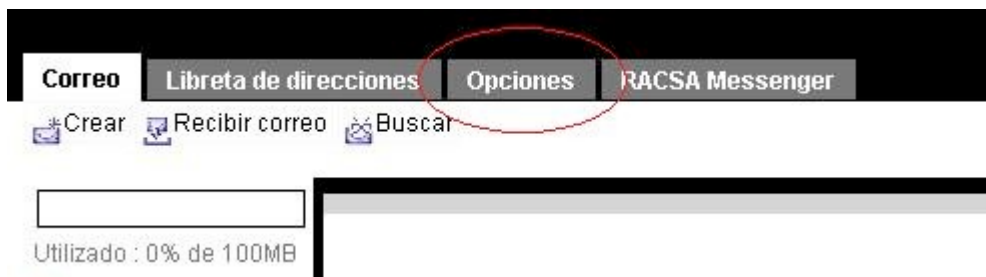 Correo Libreta de direcciones Opciones RACSA Messenger
Crear Recibir correo Buscar
Utilizado : 0% de 100MB